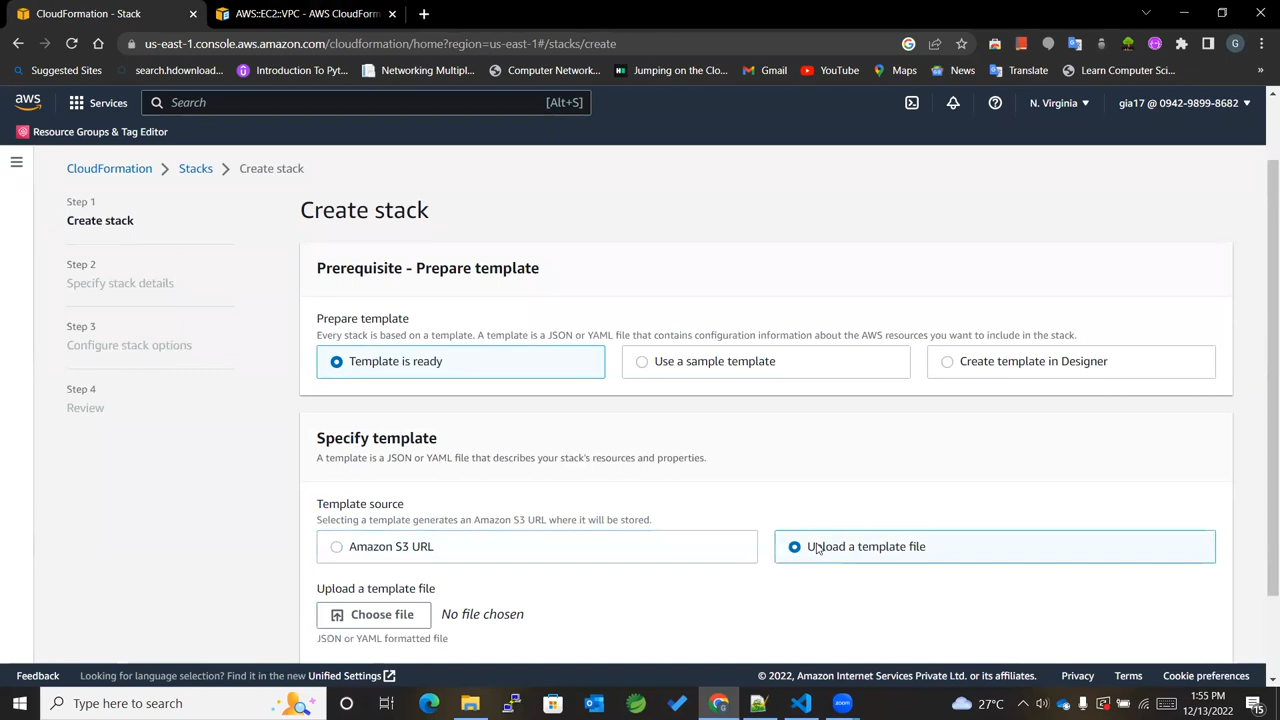 CloudFormation - Stack
AWS::EC2::VPC - AWS CloudForma
us-east-1.console.aws.amazon.com/cloudformation/home?region=us-east-1#/stacks/create
G
Suggested Sites
search.hdownload...
Introduction To Pyt...
Networking Multipl...
Computer Network...
Jumping on the Clo...
Gmail
YouTube
Maps
News
Translate
Learn Computer Sci...
»
aws
Services
Search
[Alt+S]
N. Virginia
gia17 @ 0942-9899-8682
Resource Groups & Tag Editor
CloudFormation
Stacks
Create stack
Step 1
Create stack
Step 2
Specify stack details
Step 3
Configure stack options
Step 4
Review
Create stack
Prerequisite - Prepare template
Prepare template
Every stack is based on a template. A template is a JSON or YAML file that contains configuration information about the AWS resources you want to include in the stack.
Template is ready
Use a sample template
Create template in Designer
Specify template
A template is a JSON or YAML file that describes your stack's resources and properties.
Template source
Selecting a template generates an Amazon S3 URL where it will be stored.
Amazon S3 URL
Upload a template file
Upload a template file
Choose file
No file chosen
JSON or YAML formatted file
Feedback
Looking for language selection? Find it in the new Unified Settings
© 2022, Amazon Internet Services Private Ltd. or its affiliates.
Privacy
Terms
Cookie preferences
Type here to search
zoom
27°C
1:55 PM
12/13/2022
15